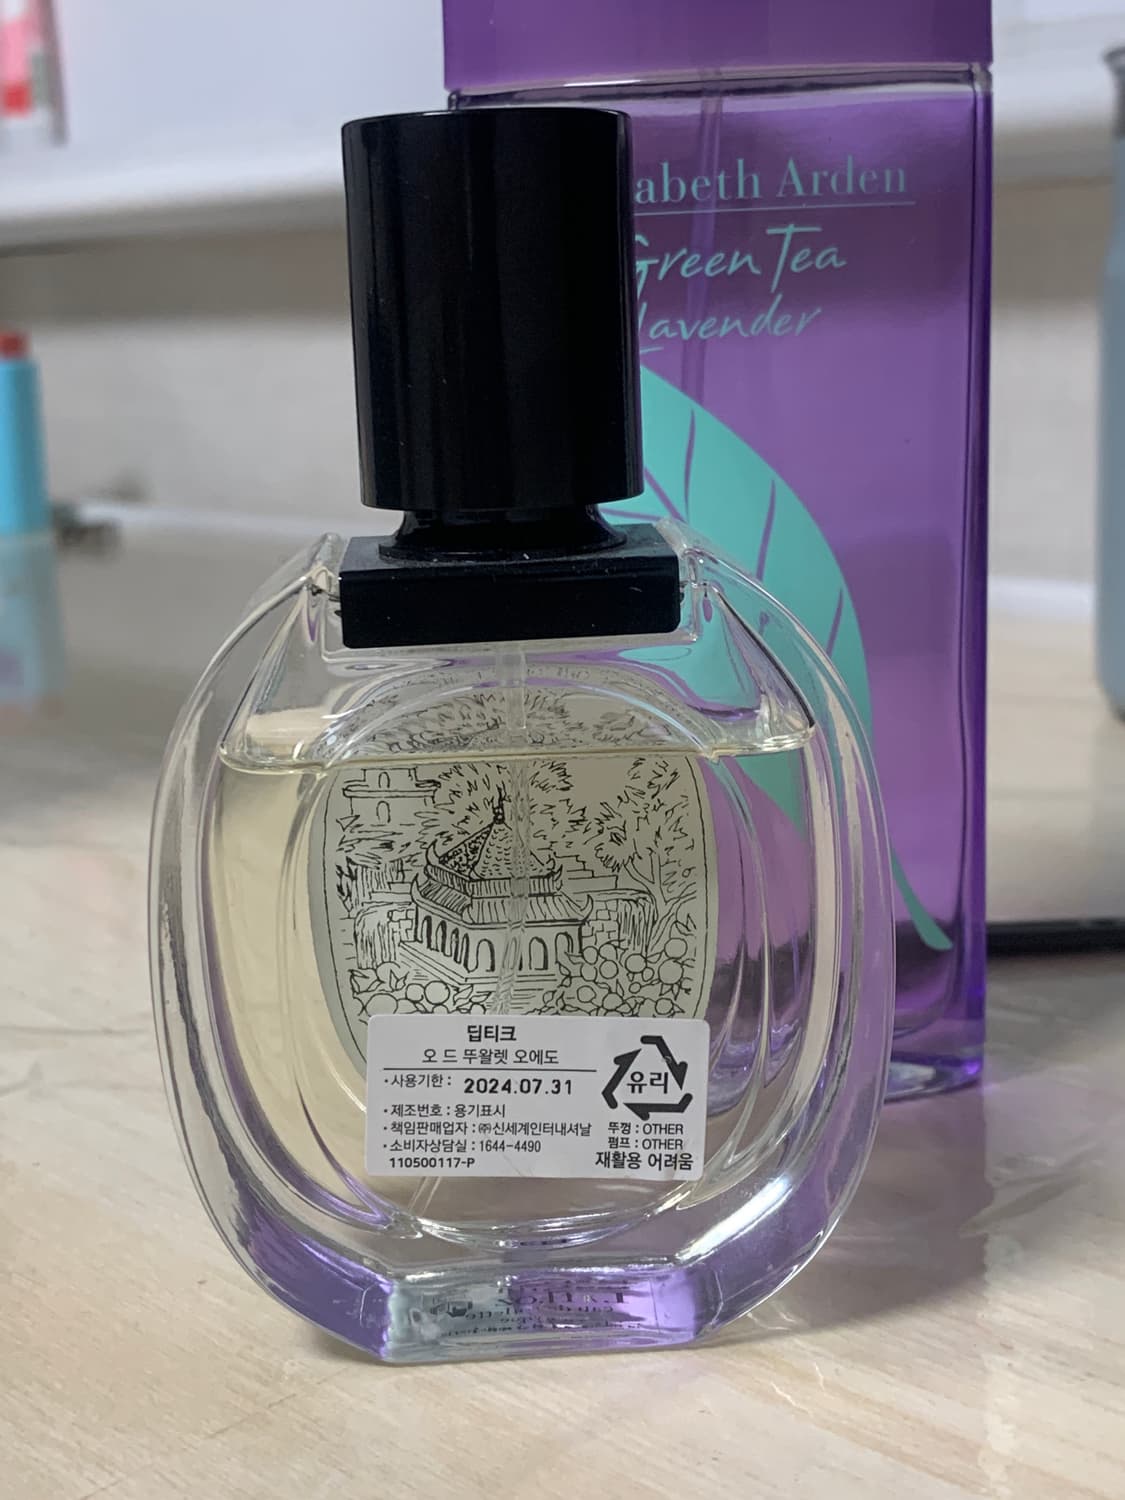 abeth Arden
Green Tea
Lavender
딥티크
오 드 뚜왈렛 오에도
•사용기한 : 2024.07.31
•제조번호 : 용기표시
•책임판매업자 : ㈜신세계인터내셔날
•소비자상담실 : 1644-4490
110500117-P
유리
뚜껑 : OTHER
펌프 : OTHER
재활용 어려움